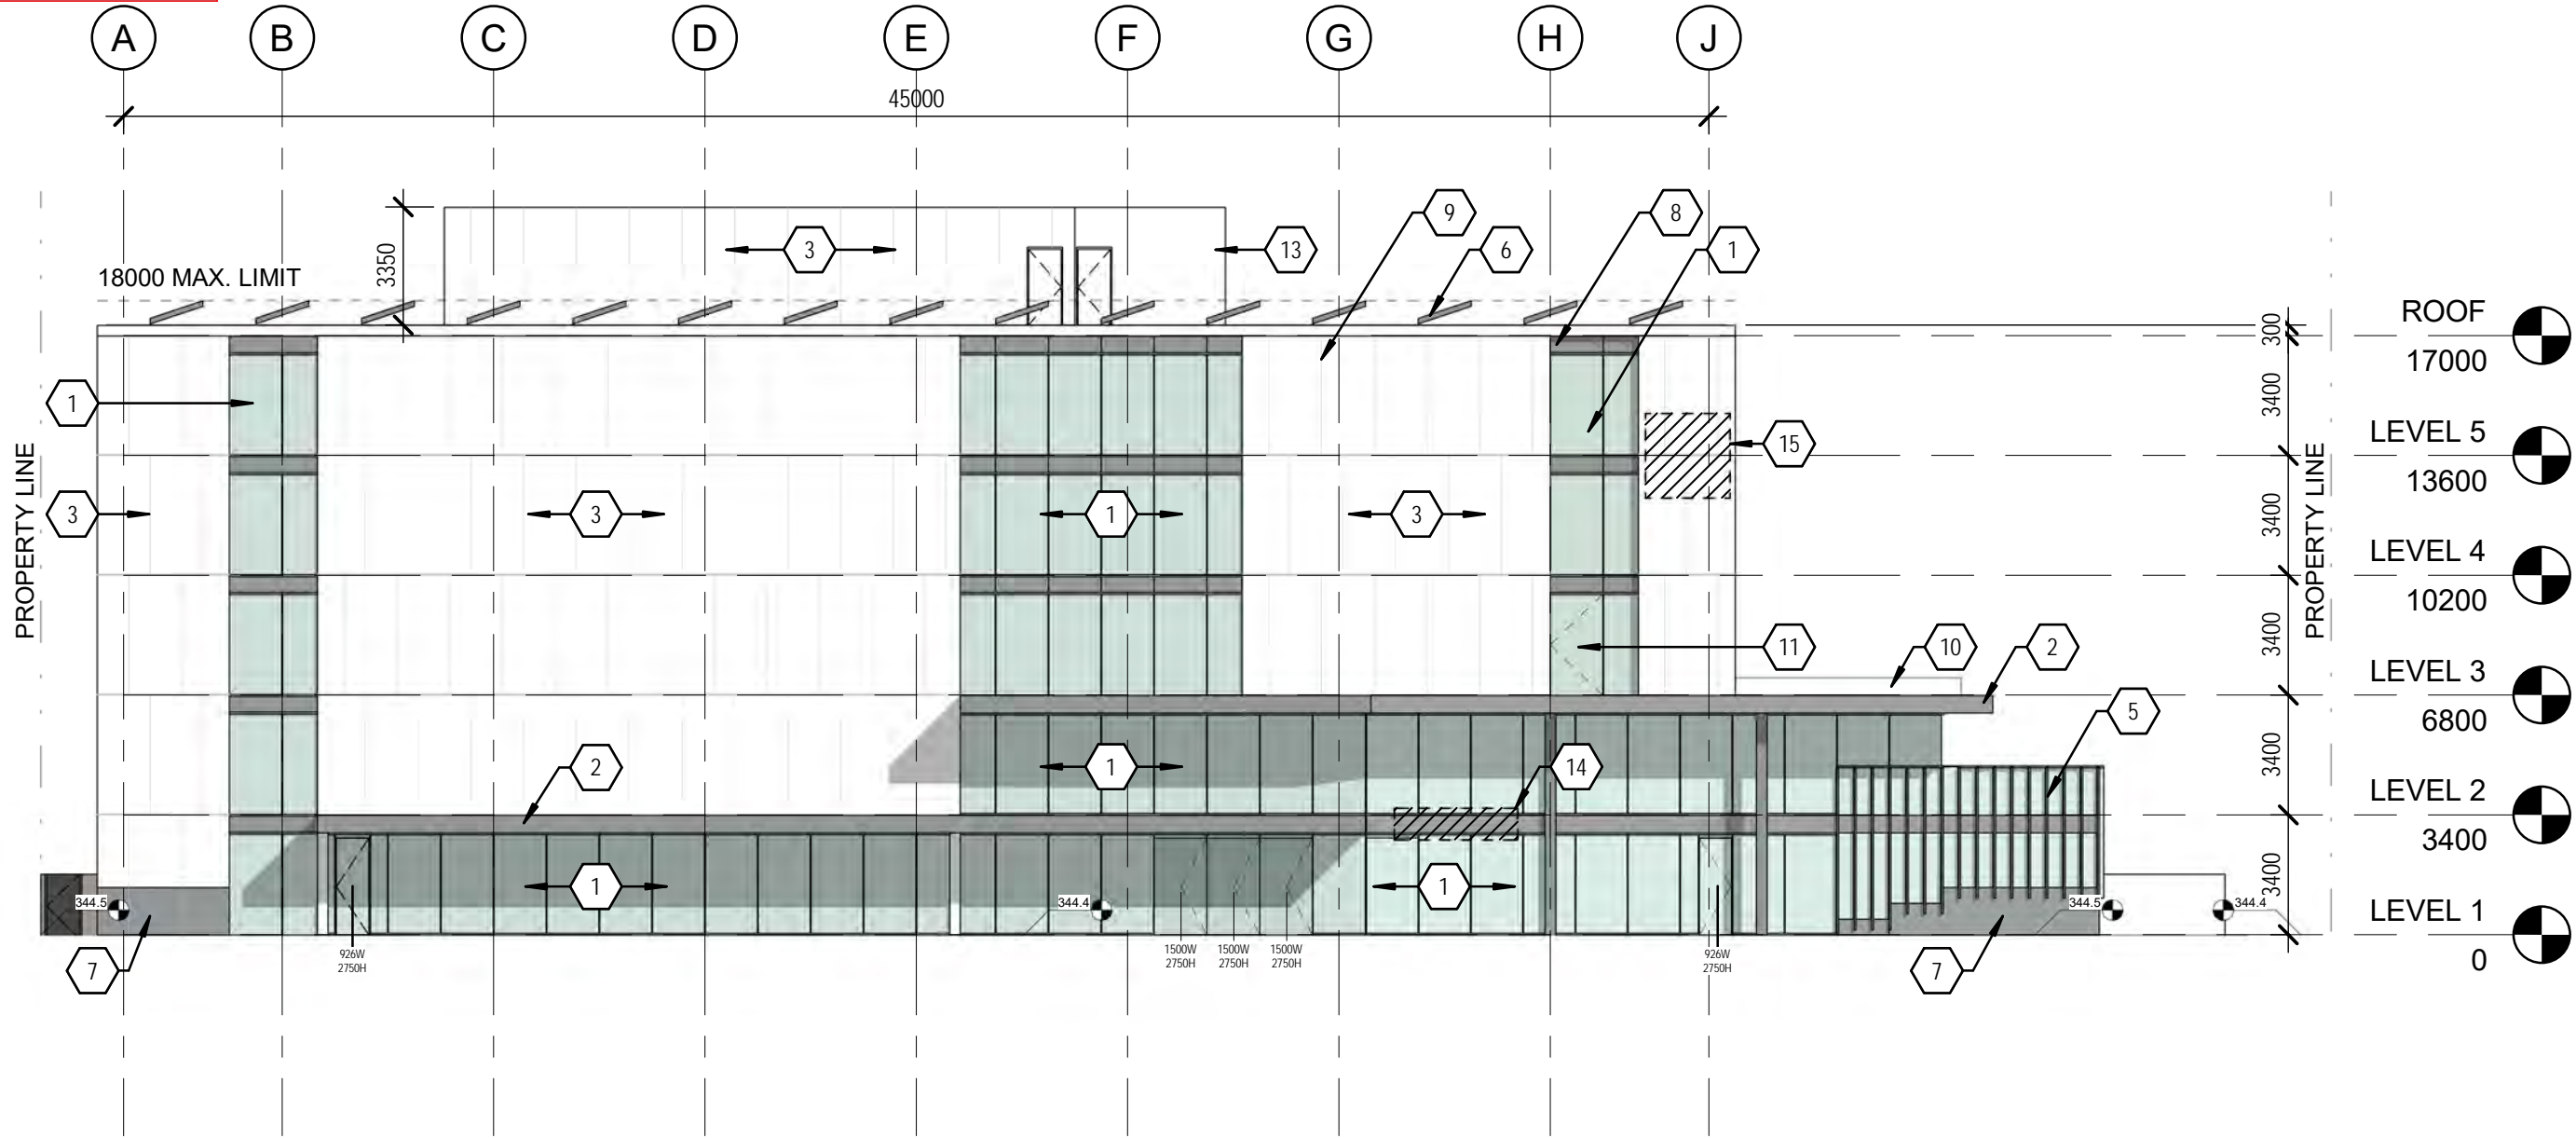 A B C D E F G H J
45000
9 8
3 13 6 1
3350
18000 MAX. LIMIT
ROOF
300
17000
1
3400
15
LEVEL 5
PROPERTY LINE
PROPERTY LINE
13600
3 3 1 3
3400
LEVEL 4
10200
11 10 2
3400
LEVEL 3
6800
5
2 1 14
3400
LEVEL 2
3400
1 1
3400
344.5 344.4 344.5 344.4
LEVEL 1
926W
2750H
1500W 1500W 1500W
2750H 2750H 2750H
926W
2750H
7 7
0